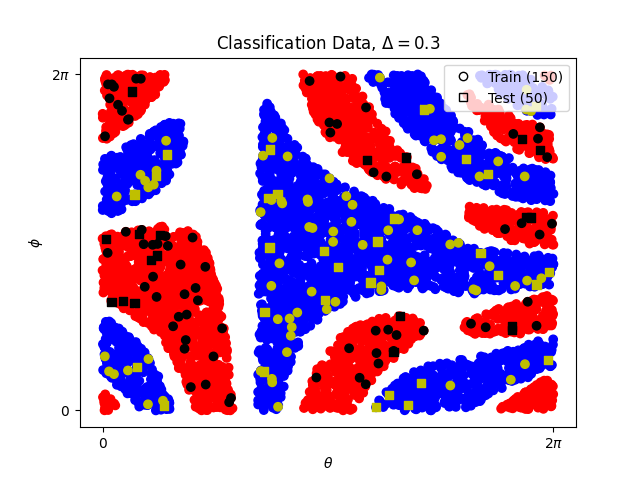 Classification Data, Δ = 0.3
2π
Train (150)
Test (50)
ϕ
0
0
2π
θ